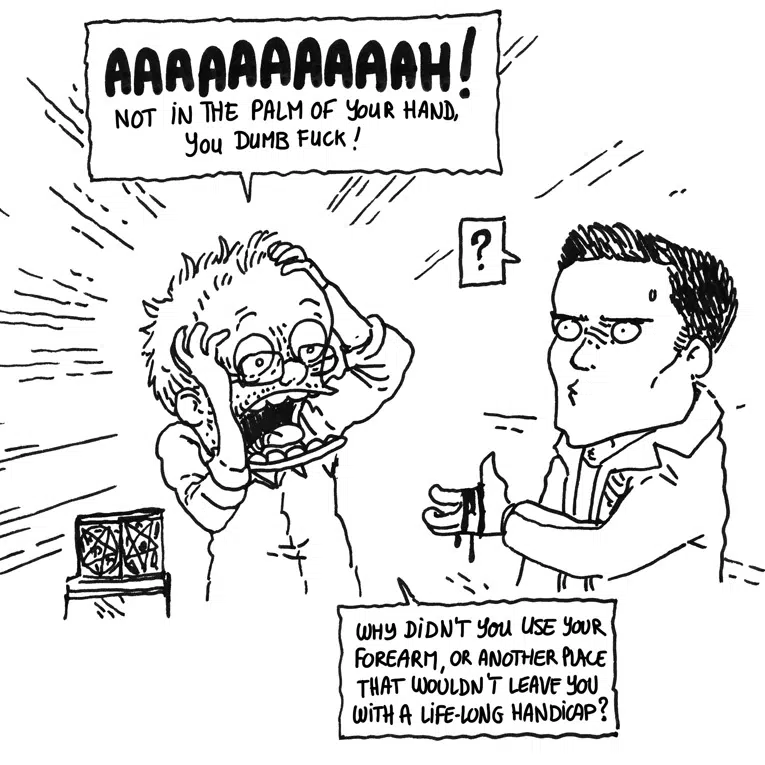 AAAAAAAAAAAH!
NOT IN THE PALM OF YOUR HAND,
YOU DUMB FUCK!
?
WHY DIDN'T YOU USE YOUR
FOREARM, OR ANOTHER PLACE
THAT WOULDN'T LEAVE YOU
WITH A LIFE-LONG HANDICAP?